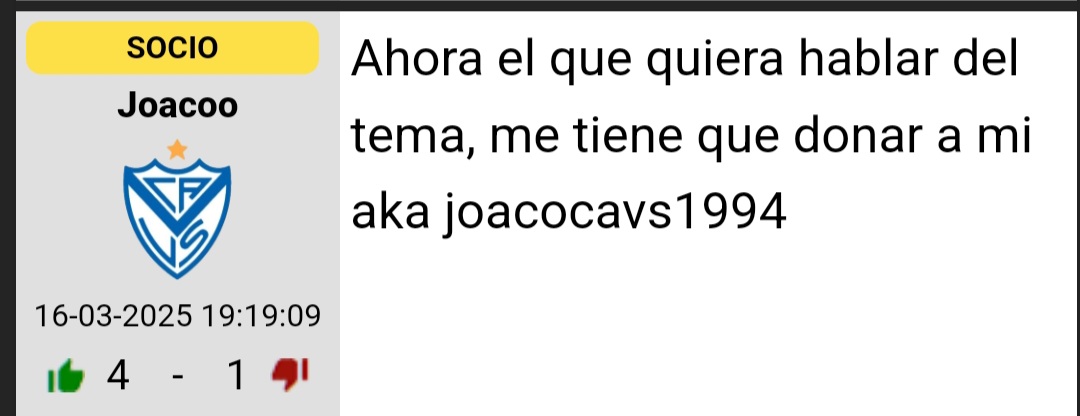 SOCIO
Joacoo
CAVS
16-03-2025 19:19:09
4 - 1
Ahora el que quiera hablar del
tema, me tiene que donar a mi
aka joacocavs1994